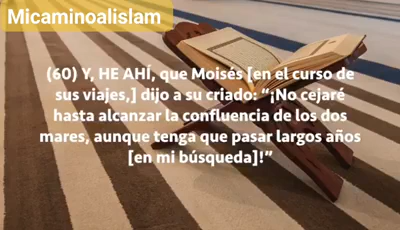 Micaminoalislam
(60) Y, HE AHÍ, que Moisés [en el curso de
sus viajes,] dijo a su criado: “¡No cejaré
hasta alcanzar la confluencia de los dos
mares, aunque tenga que pasar largos años
[en mi búsqueda]!”